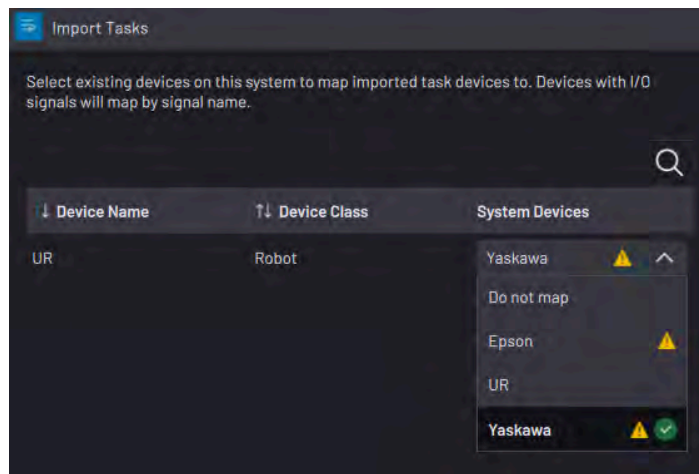 Import Tasks
Select existing devices on this system to map imported task devices to. Devices with I/O
signals will map by signal name.
↓ Device Name ↑↓ Device Class System Devices
UR Robot Yaskawa
Do not map
Epson
UR
Yaskawa